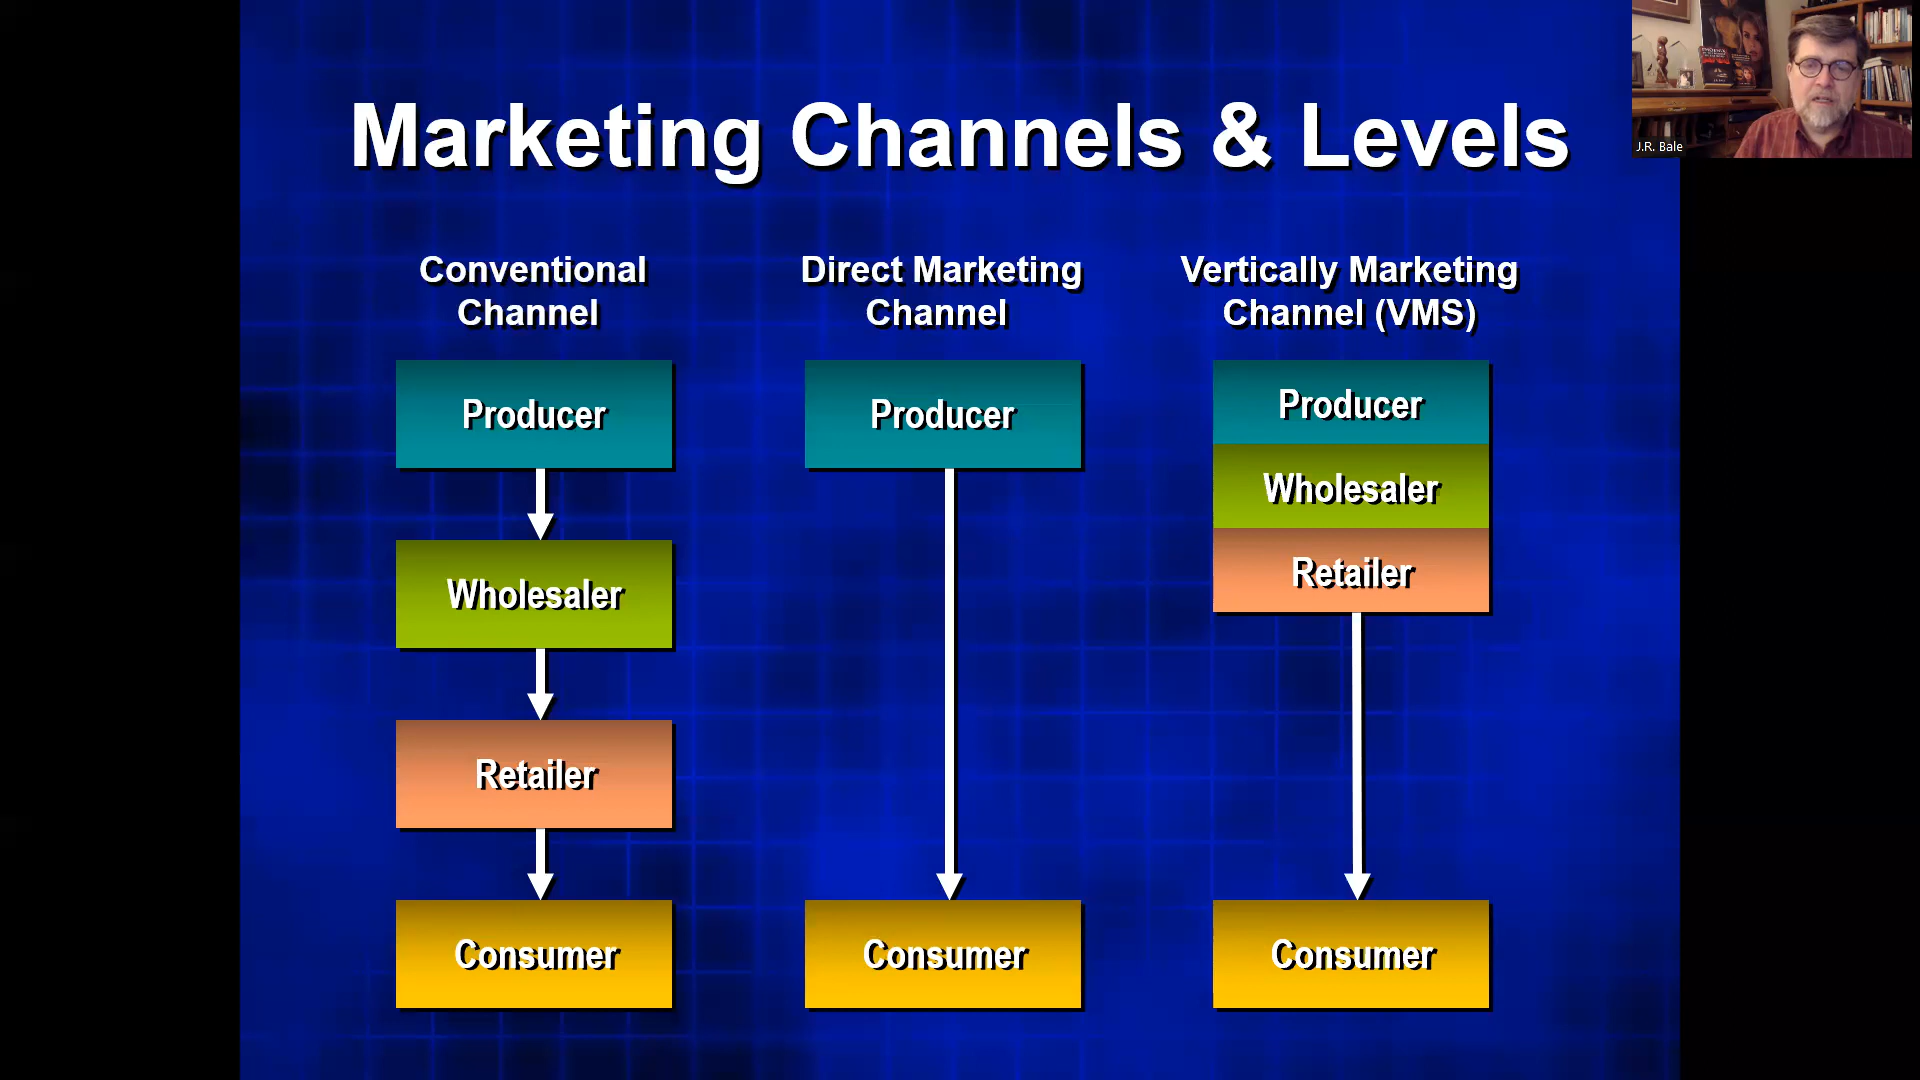 Marketing Channels & Levels
J.R. Bale
Conventional
Channel
Producer
Wholesaler
Retailer
Consumer
Direct Marketing
Channel
Producer
Consumer
Vertically Marketing
Channel (VMS)
Producer
Wholesaler
Retailer
Consumer